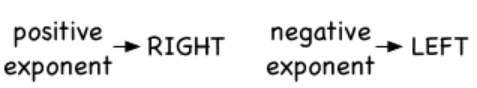 positive
exponent → RIGHT
negative
exponent → LEFT